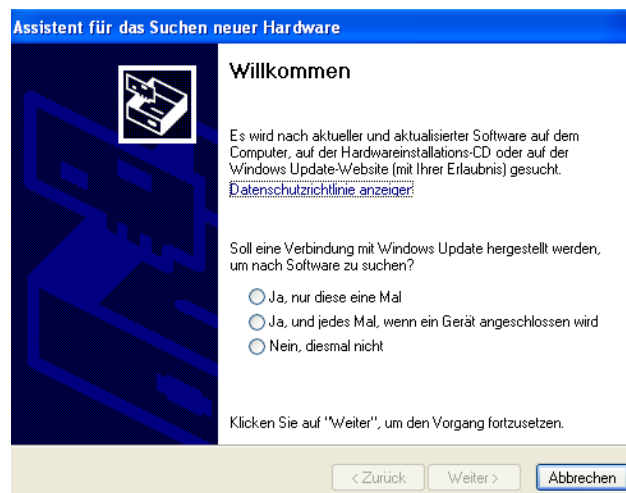 Assistent für das Suchen neuer Hardware
Willkommen
Es wird nach aktueller und aktualisierter Software auf dem
Computer, auf der Hardwareinstallations-CD oder auf der
Windows Update-Website (mit Ihrer Erlaubnis) gesucht.
Datenschutzrichtlinie anzeigen
Soll eine Verbindung mit Windows Update hergestellt werden,
um nach Software zu suchen?
Ja, nur diese eine Mal
Ja, und jedes Mal, wenn ein Gerät angeschlossen wird
Nein, diesmal nicht
Klicken Sie auf "Weiter", um den Vorgang fortzusetzen.
< Zurück Weiter > Abbrechen